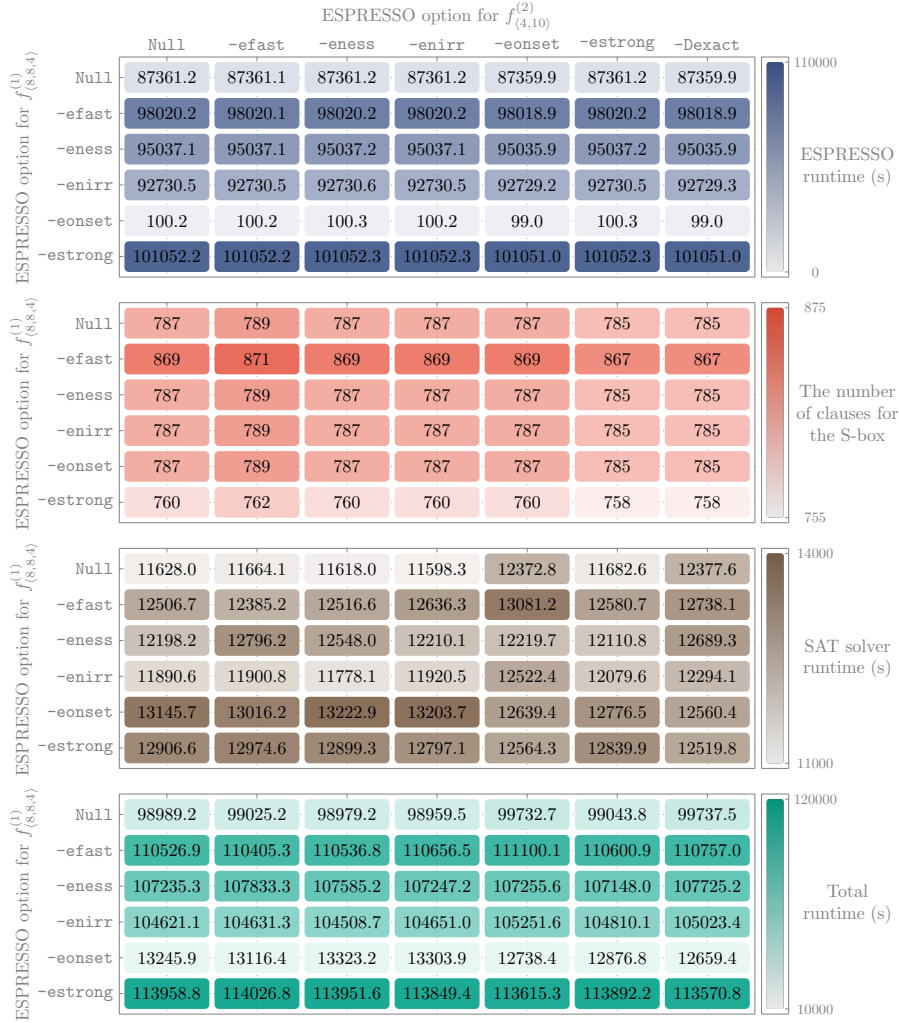 ESPRESSO option for f^{(2)}_{⟨4,10⟩}
Null -efast -eness -enirr -eonset -estrong -Dexact
ESPRESSO option for f^{(1)}_{⟨8,8,4⟩}
Null 87361.2 87361.1 87361.2 87361.2 87359.9 87361.2 87359.9
-efast 98020.2 98020.1 98020.2 98020.2 98018.9 98020.2 98018.9
-eness 95037.1 95037.1 95037.2 95037.1 95035.9 95037.2 95035.9
-enirr 92730.5 92730.5 92730.6 92730.5 92729.2 92730.5 92729.3
-eonset 100.2 100.2 100.3 100.2 99.0 100.3 99.0
-estrong 101052.2 101052.2 101052.3 101052.3 101051.0 101052.3 101051.0
110000
ESPRESSO
runtime (s)
0
ESPRESSO option for f^{(1)}_{⟨8,8,4⟩}
Null 787 789 787 787 787 785 785
-efast 869 871 869 869 869 867 867
-eness 787 789 787 787 787 785 785
-enirr 787 789 787 787 787 785 785
-eonset 787 789 787 787 787 785 785
-estrong 760 762 760 760 760 758 758
875
The number
of clauses for
the S-box
755
ESPRESSO option for f^{(1)}_{⟨8,8,4⟩}
Null 11628.0 11664.1 11618.0 11598.3 12372.8 11682.6 12377.6
-efast 12506.7 12385.2 12516.6 12636.3 13081.2 12580.7 12738.1
-eness 12198.2 12796.2 12548.0 12210.1 12219.7 12110.8 12689.3
-enirr 11890.6 11900.8 11778.1 11920.5 12522.4 12079.6 12294.1
-eonset 13145.7 13016.2 13222.9 13203.7 12639.4 12776.5 12560.4
-estrong 12906.6 12974.6 12899.3 12797.1 12564.3 12839.9 12519.8
14000
SAT solver
runtime (s)
11000
ESPRESSO option for f^{(1)}_{⟨8,8,4⟩}
Null 98989.2 99025.2 98979.2 98959.5 99732.7 99043.8 99737.5
-efast 110526.9 110405.3 110536.8 110656.5 111100.1 110600.9 110757.0
-eness 107235.3 107833.3 107585.2 107247.2 107255.6 107148.0 107725.2
-enirr 104621.1 104631.3 104508.7 104651.0 105251.6 104810.1 105023.4
-eonset 13245.9 13116.4 13323.2 13303.9 12738.4 12876.8 12659.4
-estrong 113958.8 114026.8 113951.6 113849.4 113615.3 113892.2 113570.8
120000
Total
runtime (s)
10000